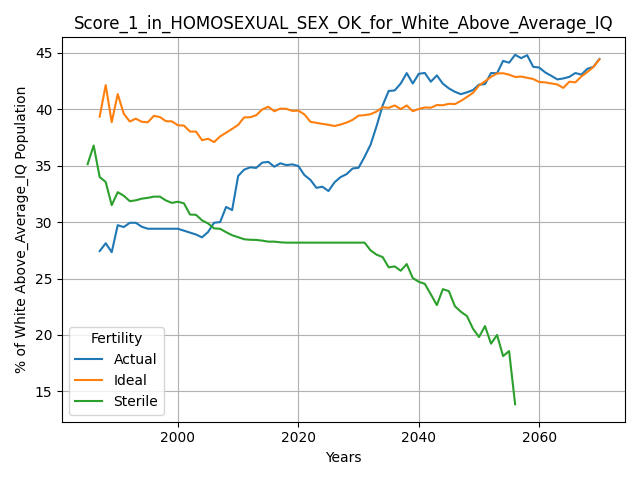 Score_1_in_HOMOSEXUAL_SEX_OK_for_White_Above_Average_IQ
% of White Above_Average_IQ Population
45
40
35
30
25
20
15
Fertility
Actual
Ideal
Sterile
2000 2020 2040 2060
Years